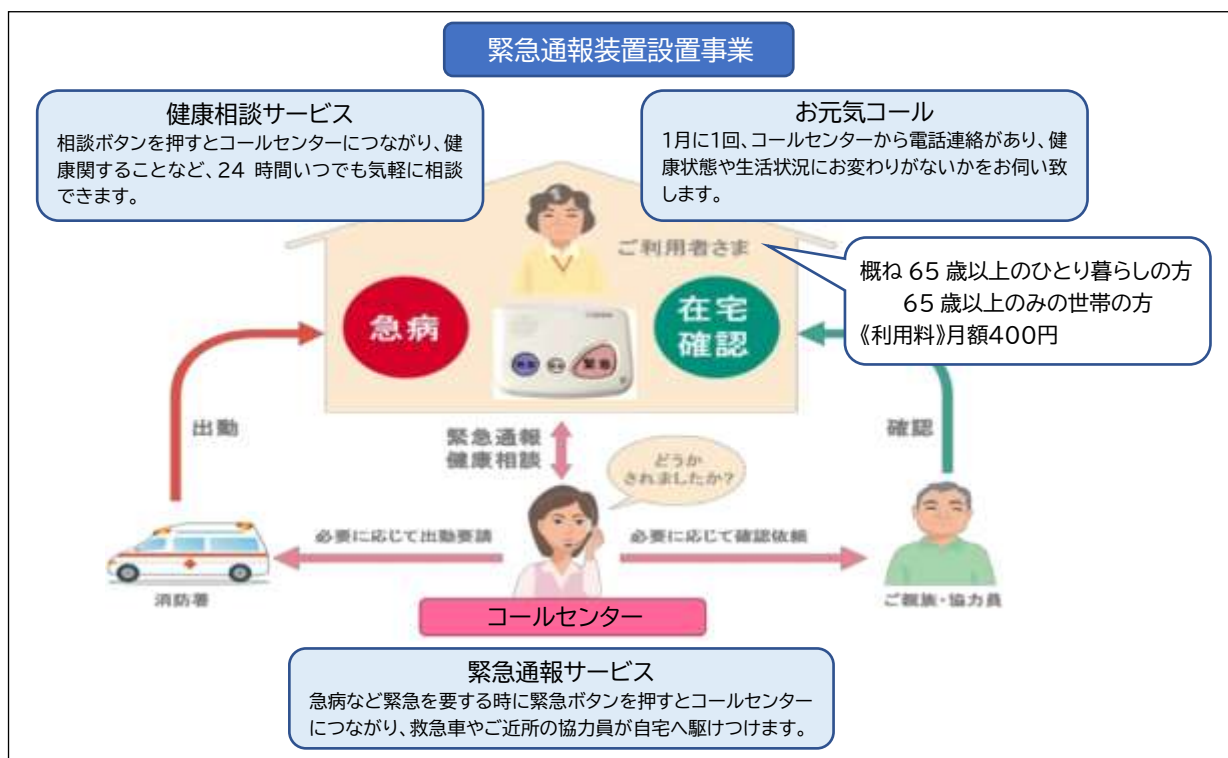 緊急通報装置設置事業
健康相談サービス
相談ボタンを押すとコールセンターにつながり、健
康関することなど、24 時間いつでも気軽に相談
できます。
お元気コール
1月に1回、コールセンターから電話連絡があり、健
康状態や生活状況にお変わりがないかをお伺い致
します。
ご利用者さま
概ね 65 歳以上のひとり暮らしの方
65 歳以上のみの世帯の方
《利用料》月額400円
急病
在宅
確認
緊急
出動
緊急通報
健康相談
どうか
されましたか?
確認
必要に応じて出動要請
必要に応じて確認依頼
消防署
ご親族・協力員
コールセンター
緊急通報サービス
急病など緊急を要する時に緊急ボタンを押すとコールセンター
につながり、救急車やご近所の協力員が自宅へ駆けつけます。